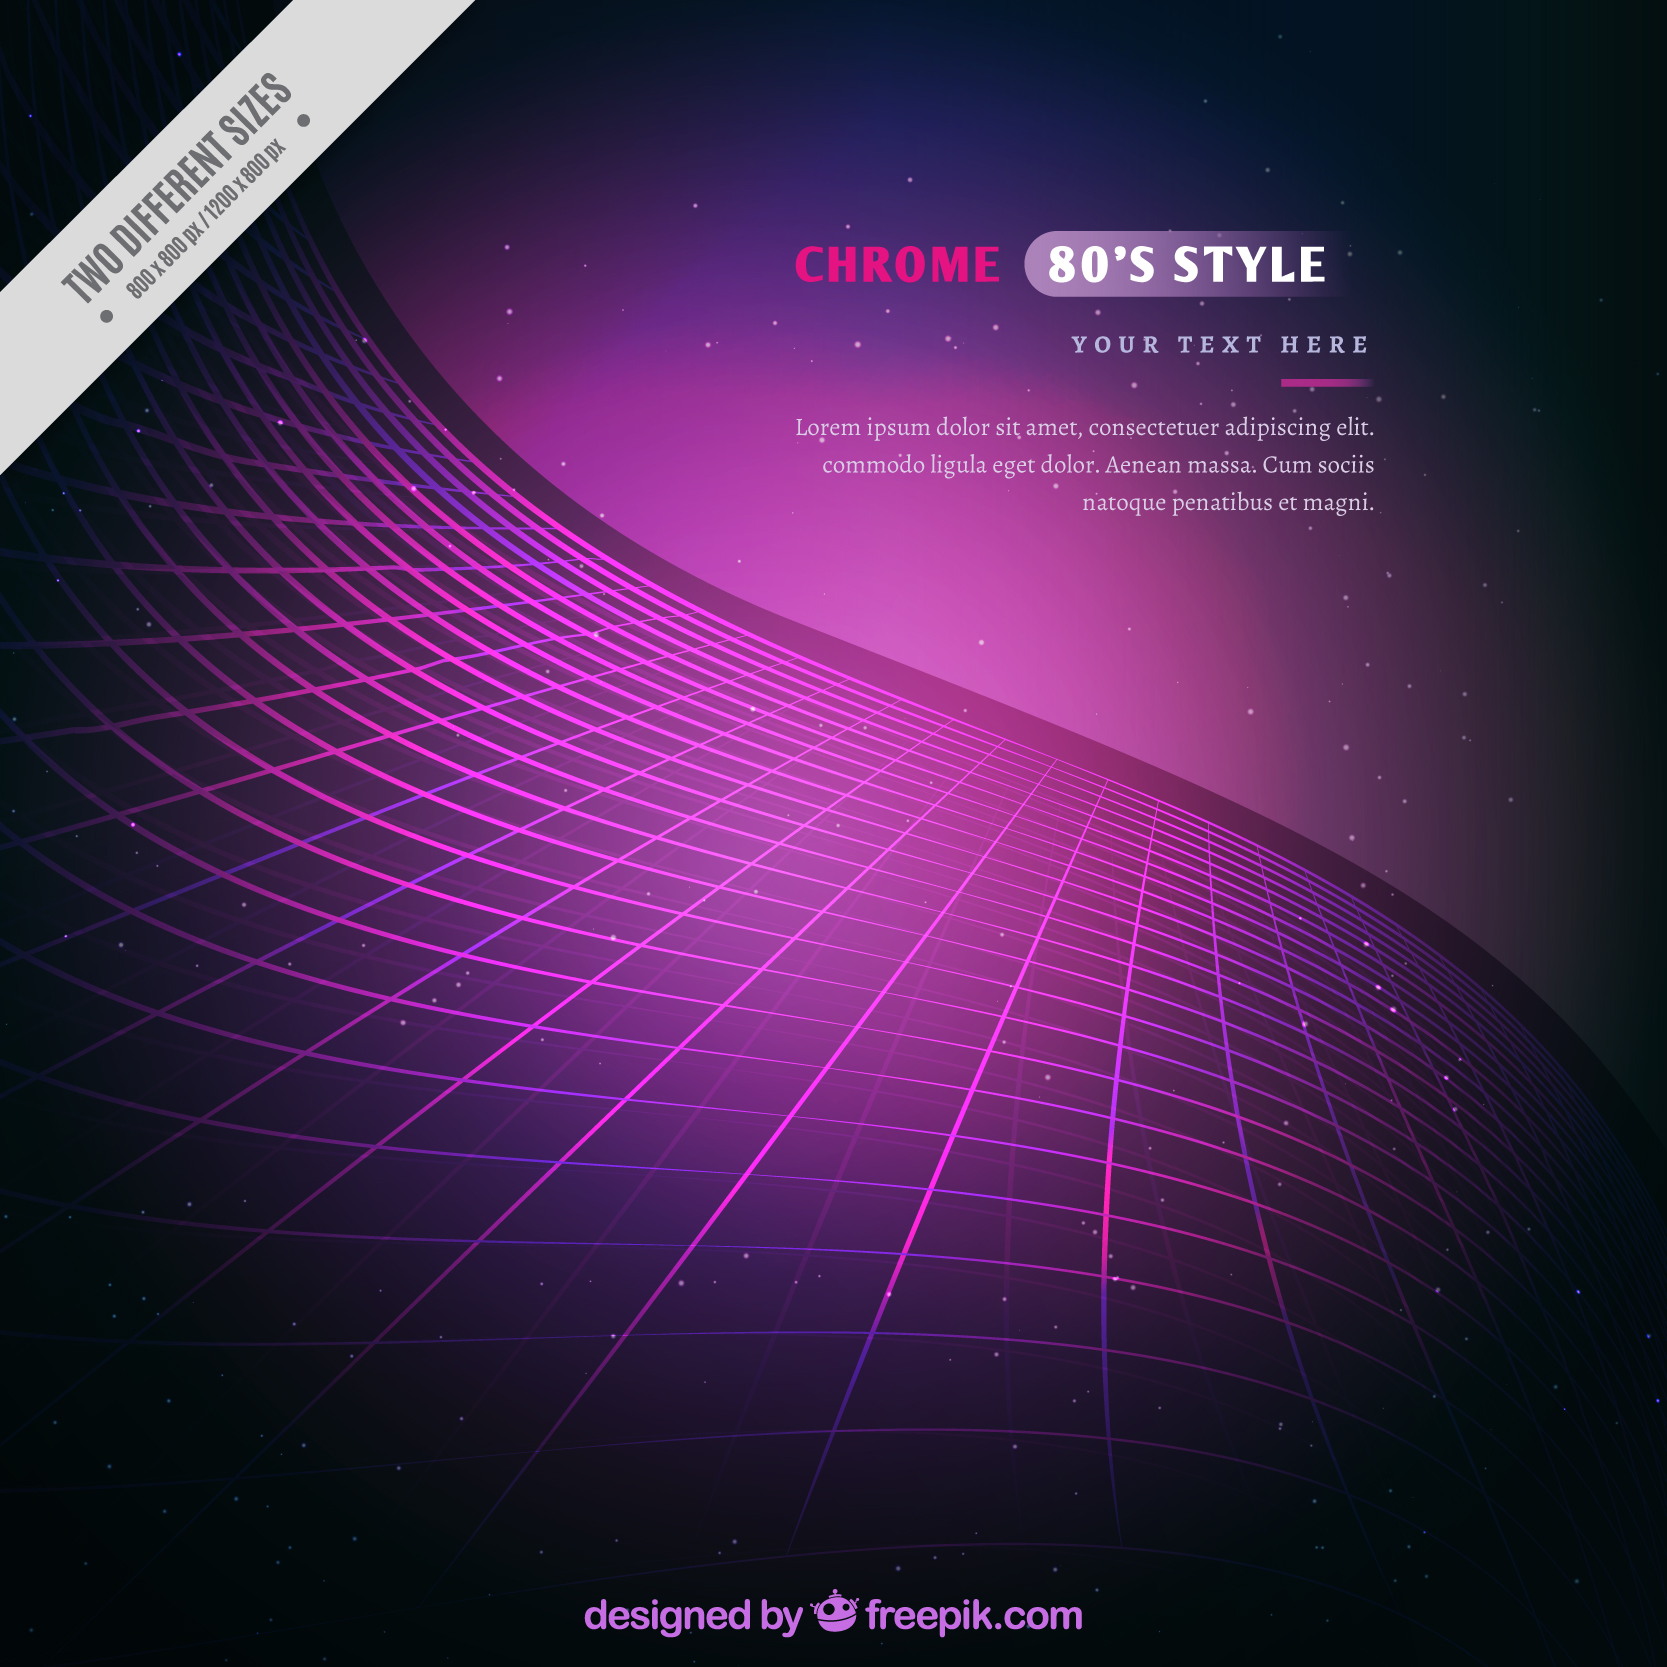 TWO DIFFERENT SIZES
800 x 800 px / 1200 x 800 px
CHROME 80'S STYLE
YOUR TEXT HERE
Lorem ipsum dolor sit amet, consectetuer adipiscing elit.
commodo ligula eget dolor. Aenean massa. Cum sociis
natoque penatibus et magni.
designed by freepik.com